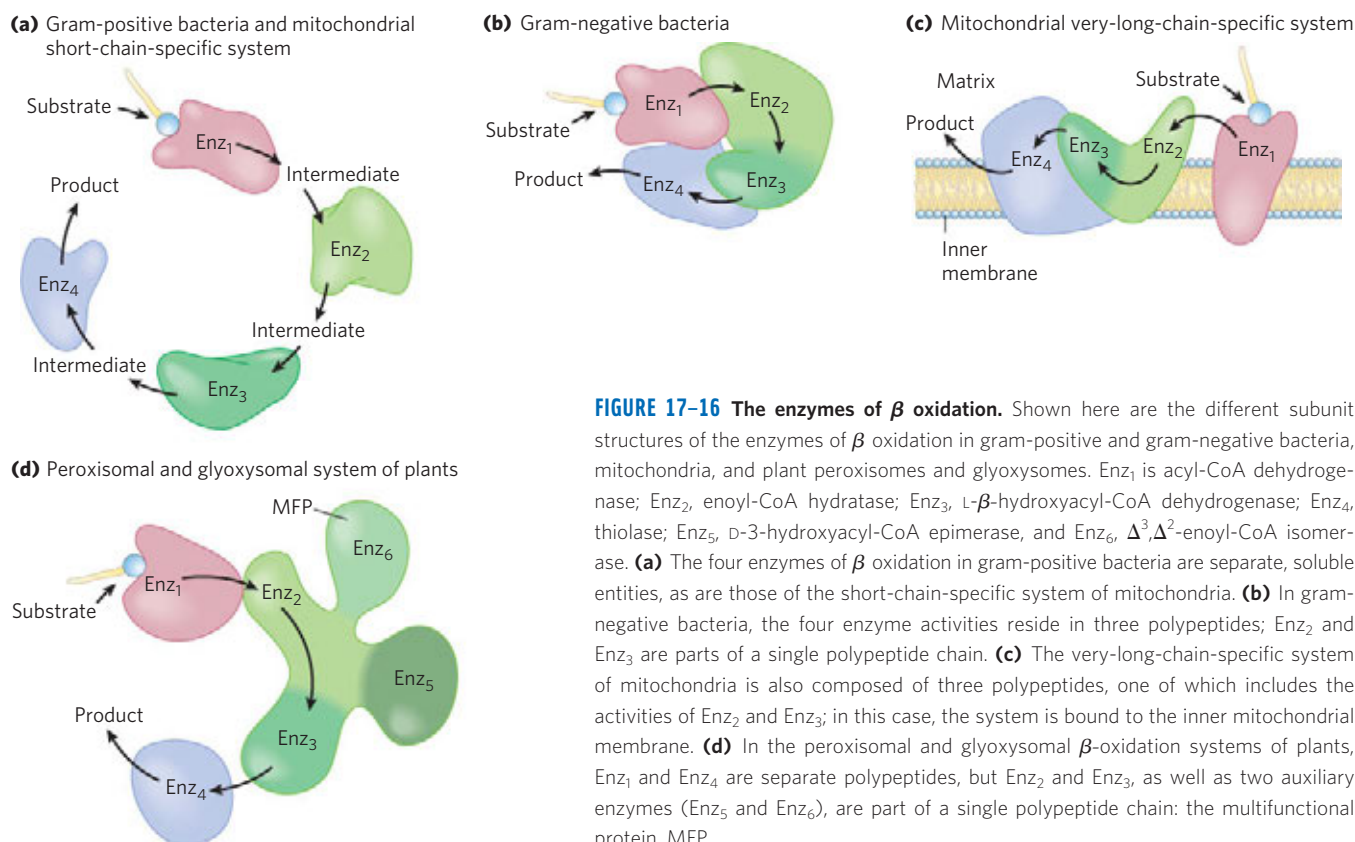 (a) Gram-positive bacteria and mitochondrial
short-chain-specific system
Substrate
Enz1
Intermediate
Enz2
Intermediate
Enz3
Intermediate
Enz4
Product
(b) Gram-negative bacteria
Substrate
Enz1
Enz2
Enz3
Enz4
Product
(c) Mitochondrial very-long-chain-specific system
Matrix
Substrate
Product
Enz4
Enz3
Enz2
Enz1
Inner
membrane
(d) Peroxisomal and glyoxysomal system of plants
MFP
Enz6
Enz1
Enz2
Substrate
Enz5
Product
Enz3
Enz4
FIGURE 17–16 The enzymes of β oxidation. Shown here are the different subunit
structures of the enzymes of β oxidation in gram-positive and gram-negative bacteria,
mitochondria, and plant peroxisomes and glyoxysomes. Enz1 is acyl-CoA dehydroge-
nase; Enz2, enoyl-CoA hydratase; Enz3, L-β-hydroxyacyl-CoA dehydrogenase; Enz4,
thiolase; Enz5, D-3-hydroxyacyl-CoA epimerase, and Enz6, Δ3,Δ2-enoyl-CoA isomer-
ase. (a) The four enzymes of β oxidation in gram-positive bacteria are separate, soluble
entities, as are those of the short-chain-specific system of mitochondria. (b) In gram-
negative bacteria, the four enzyme activities reside in three polypeptides; Enz2 and
Enz3 are parts of a single polypeptide chain. (c) The very-long-chain-specific system
of mitochondria is also composed of three polypeptides, one of which includes the
activities of Enz2 and Enz3; in this case, the system is bound to the inner mitochondrial
membrane. (d) In the peroxisomal and glyoxysomal β-oxidation systems of plants,
Enz1 and Enz4 are separate polypeptides, but Enz2 and Enz3, as well as two auxiliary
enzymes (Enz5 and Enz6), are part of a single polypeptide chain: the multifunctional
protein, MFP